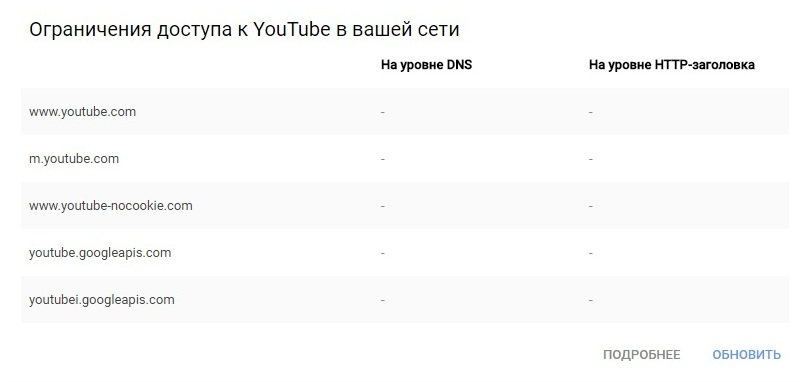 Ограничения доступа к YouTube в вашей сети
На уровне DNS На уровне HTTP-заголовка
www.youtube.com - -
m.youtube.com - -
www.youtube-nocookie.com - -
youtube.googleapis.com - -
youtubei.googleapis.com - -
ПОДРОБНЕЕ ОБНОВИТЬ